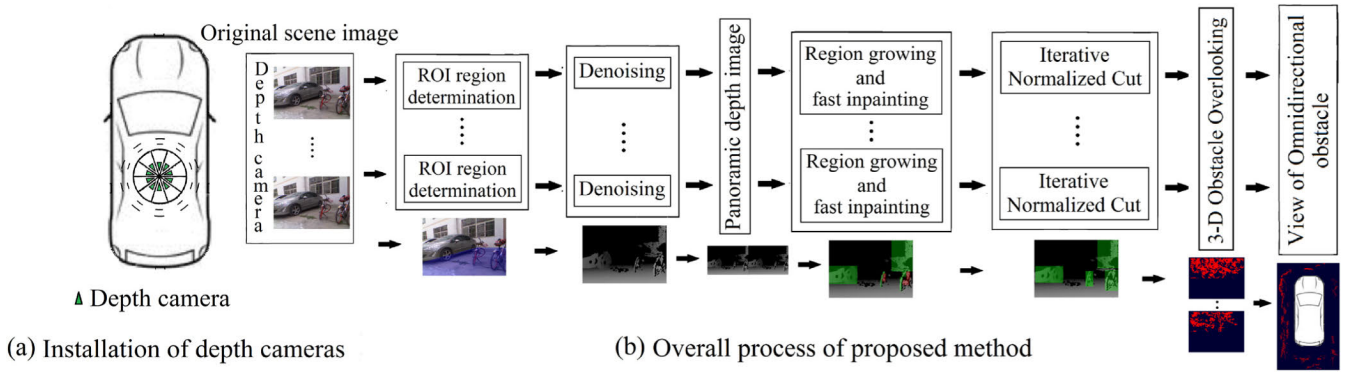 Original scene image
Depth camera
ROI region
determination
ROI region
determination
Denoising
Denoising
Panoramic depth image
Region growing
and
fast inpainting
Region growing
and
fast inpainting
Iterative
Normalized Cut
Iterative
Normalized Cut
3-D Obstacle Overlooking
View of Omnidirectional
obstacle
Depth camera
(a) Installation of depth cameras
(b) Overall process of proposed method